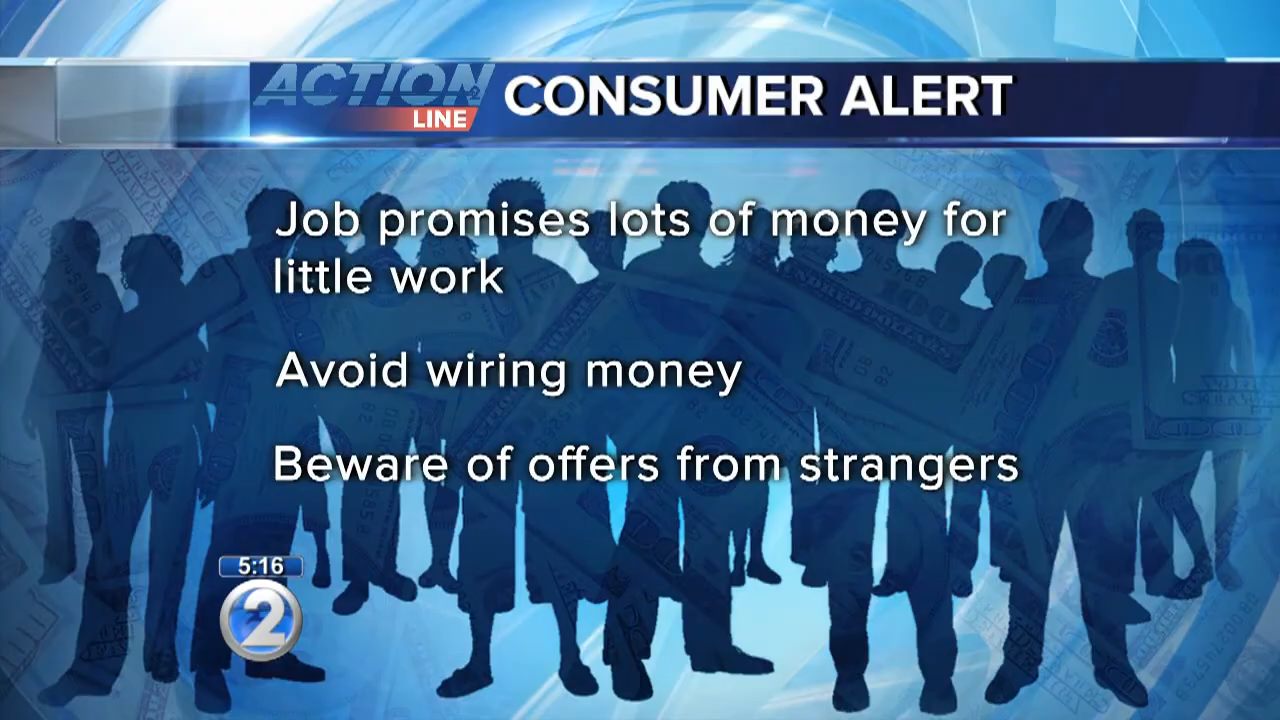 ACTION
LINE
CONSUMER ALERT
Job promises lots of money for
little work
Avoid wiring money
Beware of offers from strangers
5:16
2